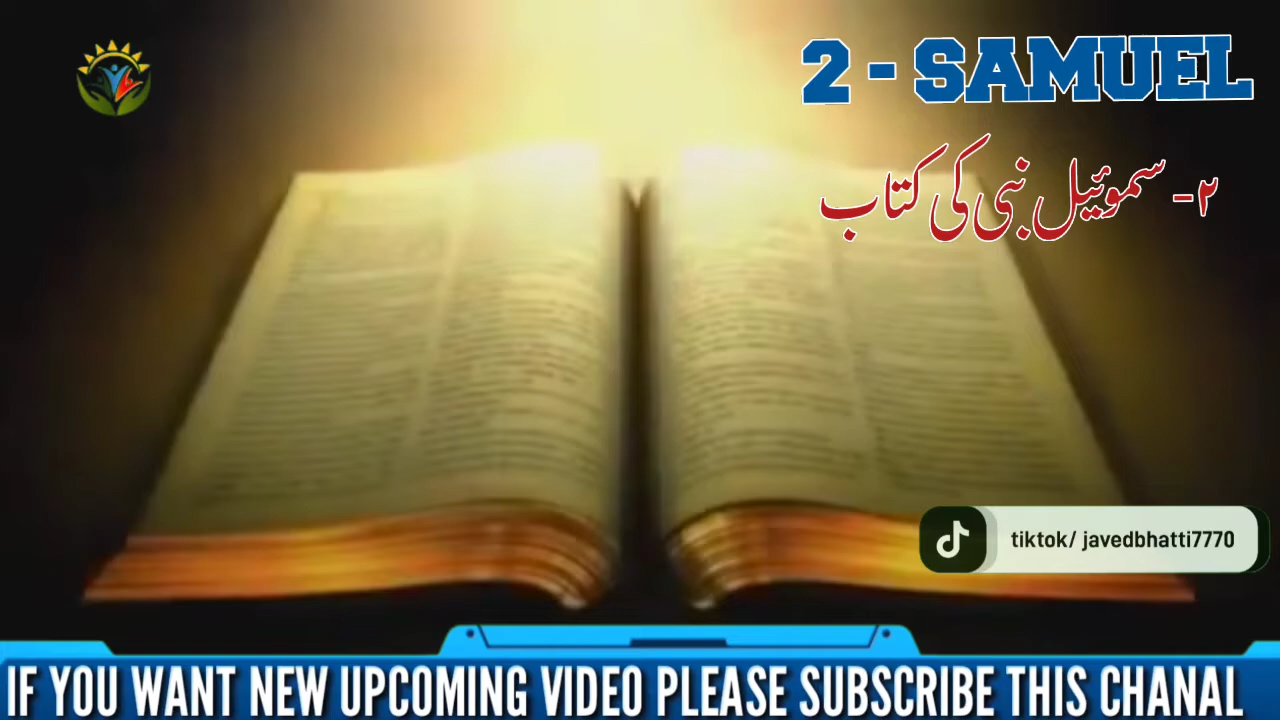 2 - SAMUEL
۲- سموئیل نبی کی کتاب
tiktok/ javedbhatti7770
IF YOU WANT NEW UPCOMING VIDEO PLEASE SUBSCRIBE THIS CHANAL